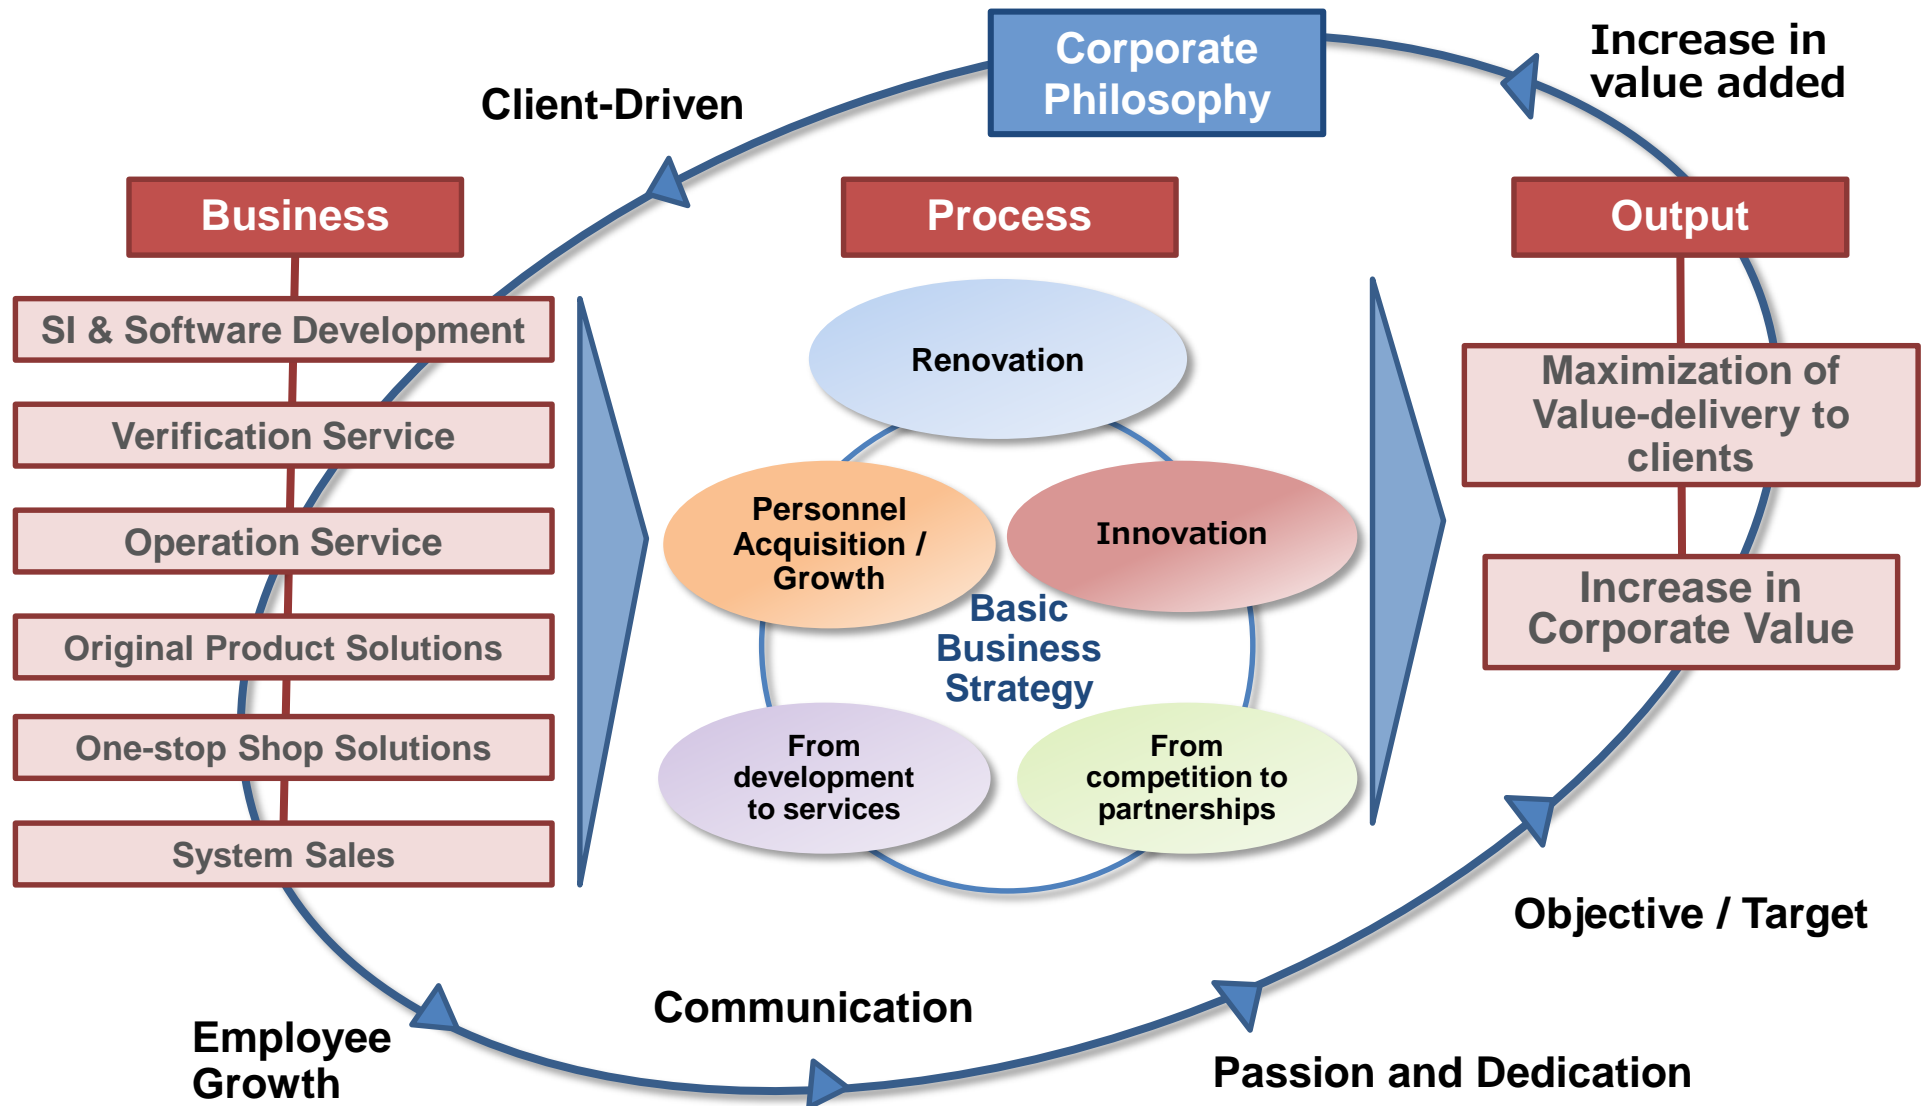 Corporate
Philosophy
Increase in
value added
Client-Driven
Business
SI & Software Development
Verification Service
Operation Service
Original Product Solutions
One-stop Shop Solutions
System Sales
Process
Renovation
Personnel
Acquisition /
Growth
Innovation
Basic
Business
Strategy
From
development
to services
From
competition to
partnerships
Output
Maximization of
Value-delivery to
clients
Increase in
Corporate Value
Objective / Target
Communication
Employee
Growth
Passion and Dedication